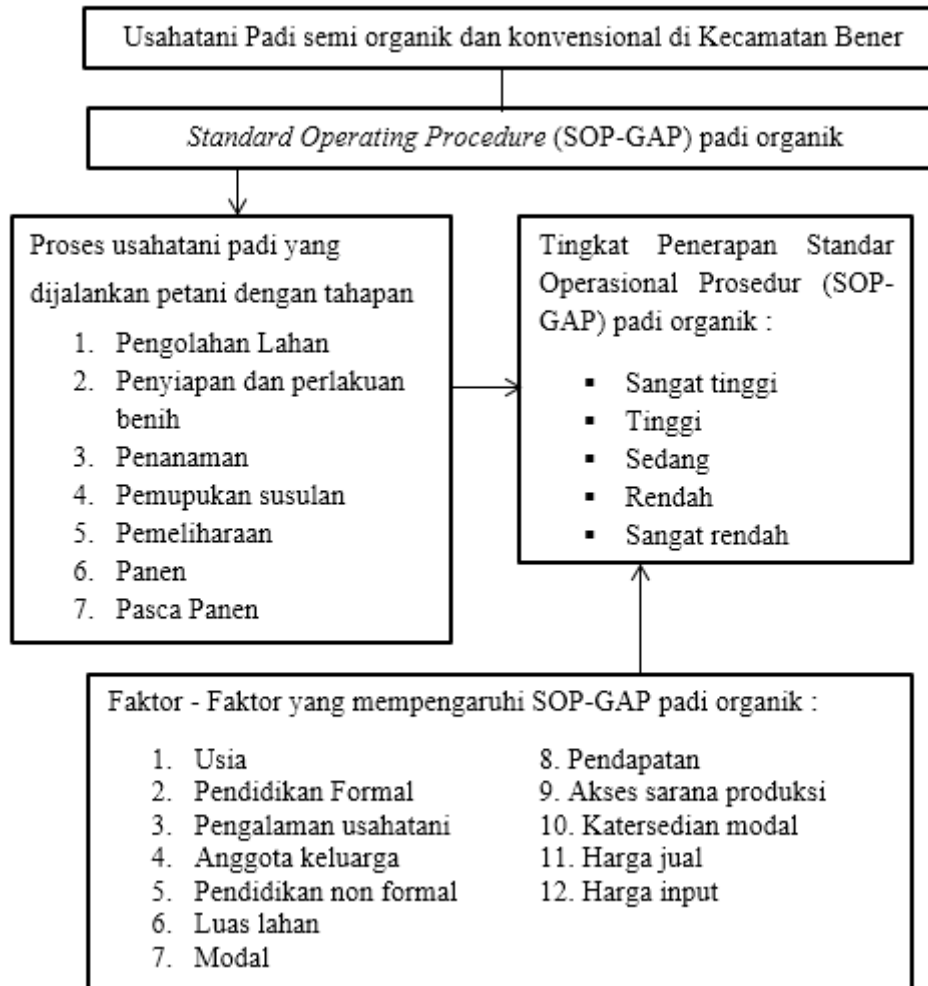 Usahatani Padi semi organik dan konvensional di Kecamatan Bener
Standard Operating Procedure (SOP-GAP) padi organik
Proses usahatani padi yang
dijalankan petani dengan tahapan
1. Pengolahan Lahan
2. Penyiapan dan perlakuan
benih
3. Penanaman
4. Pemupukan susulan
5. Pemeliharaan
6. Panen
7. Pasca Panen
Tingkat Penerapan Standar
Operasional Prosedur (SOP-
GAP) padi organik :
▪ Sangat tinggi
▪ Tinggi
▪ Sedang
▪ Rendah
▪ Sangat rendah
Faktor - Faktor yang mempengaruhi SOP-GAP padi organik :
1. Usia
2. Pendidikan Formal
3. Pengalaman usahatani
4. Anggota keluarga
5. Pendidikan non formal
6. Luas lahan
7. Modal
8. Pendapatan
9. Akses sarana produksi
10. Katersedian modal
11. Harga jual
12. Harga input